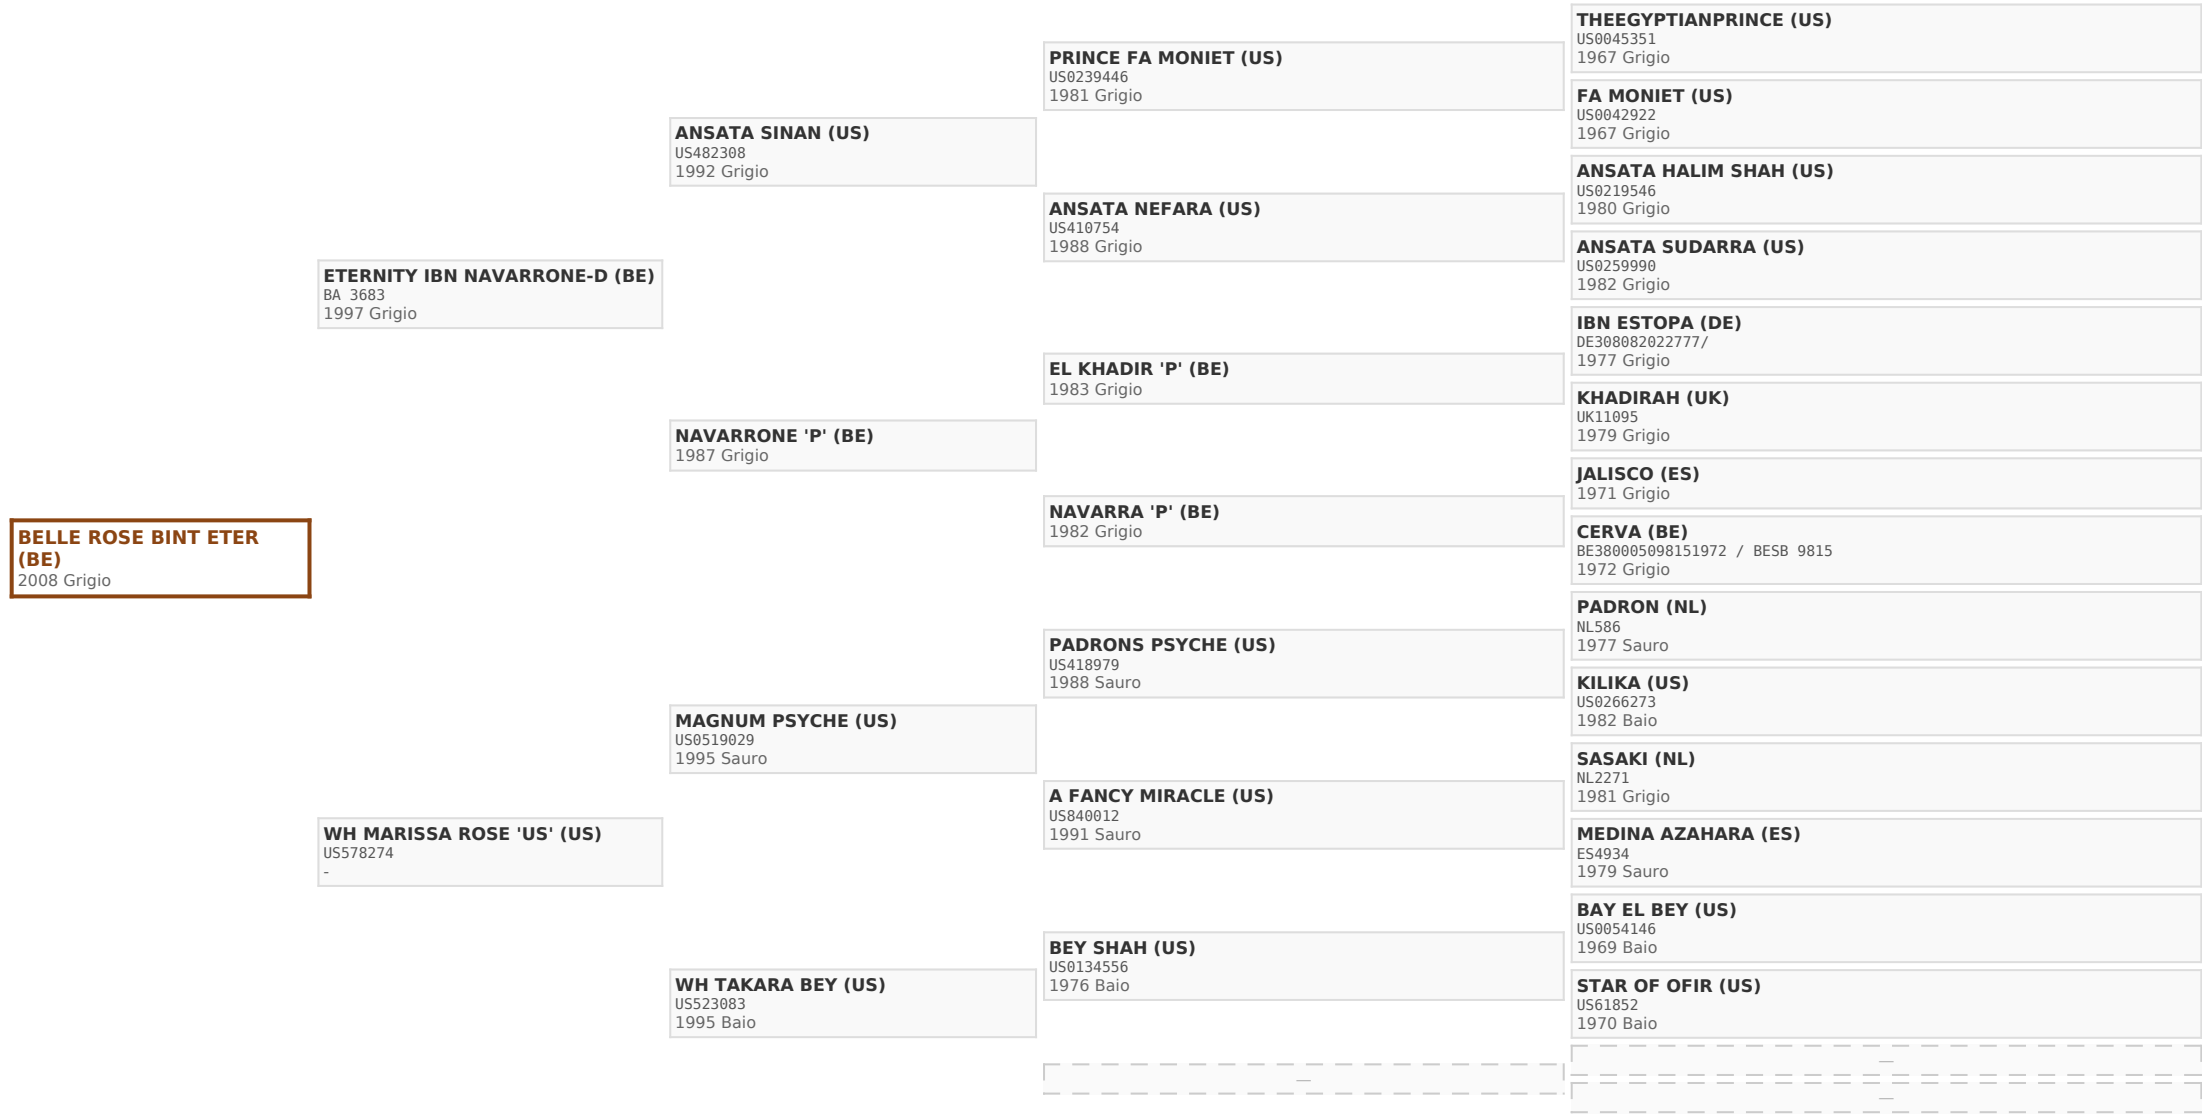 BELLE ROSE BINT ETER
(BE)
2008 Grigio
ETERNITY IBN NAVARRONE-D (BE)
BA 3683
1997 Grigio
WH MARISSA ROSE 'US' (US)
US578274
-
ANSATA SINAN (US)
US482308
1992 Grigio
NAVARRONE 'P' (BE)
1987 Grigio
MAGNUM PSYCHE (US)
US0519029
1995 Sauro
WH TAKARA BEY (US)
US523083
1995 Baio
PRINCE FA MONIET (US)
US0239446
1981 Grigio
ANSATA NEFARA (US)
US410754
1988 Grigio
EL KHADIR 'P' (BE)
1983 Grigio
NAVARRA 'P' (BE)
1982 Grigio
PADRONS PSYCHE (US)
US418979
1988 Sauro
A FANCY MIRACLE (US)
US840012
1991 Sauro
BEY SHAH (US)
US0134556
1976 Baio
—
THEEGYPTIANPRINCE (US)
US0045351
1967 Grigio
FA MONIET (US)
US0042922
1967 Grigio
ANSATA HALIM SHAH (US)
US0219546
1980 Grigio
ANSATA SUDARRA (US)
US0259990
1982 Grigio
IBN ESTOPA (DE)
DE308082022777/
1977 Grigio
KHADIRAH (UK)
UK11095
1979 Grigio
JALISCO (ES)
1971 Grigio
CERVA (BE)
BE380005098151972 / BESB 9815
1972 Grigio
PADRON (NL)
NL586
1977 Sauro
KILIKA (US)
US0266273
1982 Baio
SASAKI (NL)
NL2271
1981 Grigio
MEDINA AZAHARA (ES)
ES4934
1979 Sauro
BAY EL BEY (US)
US0054146
1969 Baio
STAR OF OFIR (US)
US61852
1970 Baio
—
—